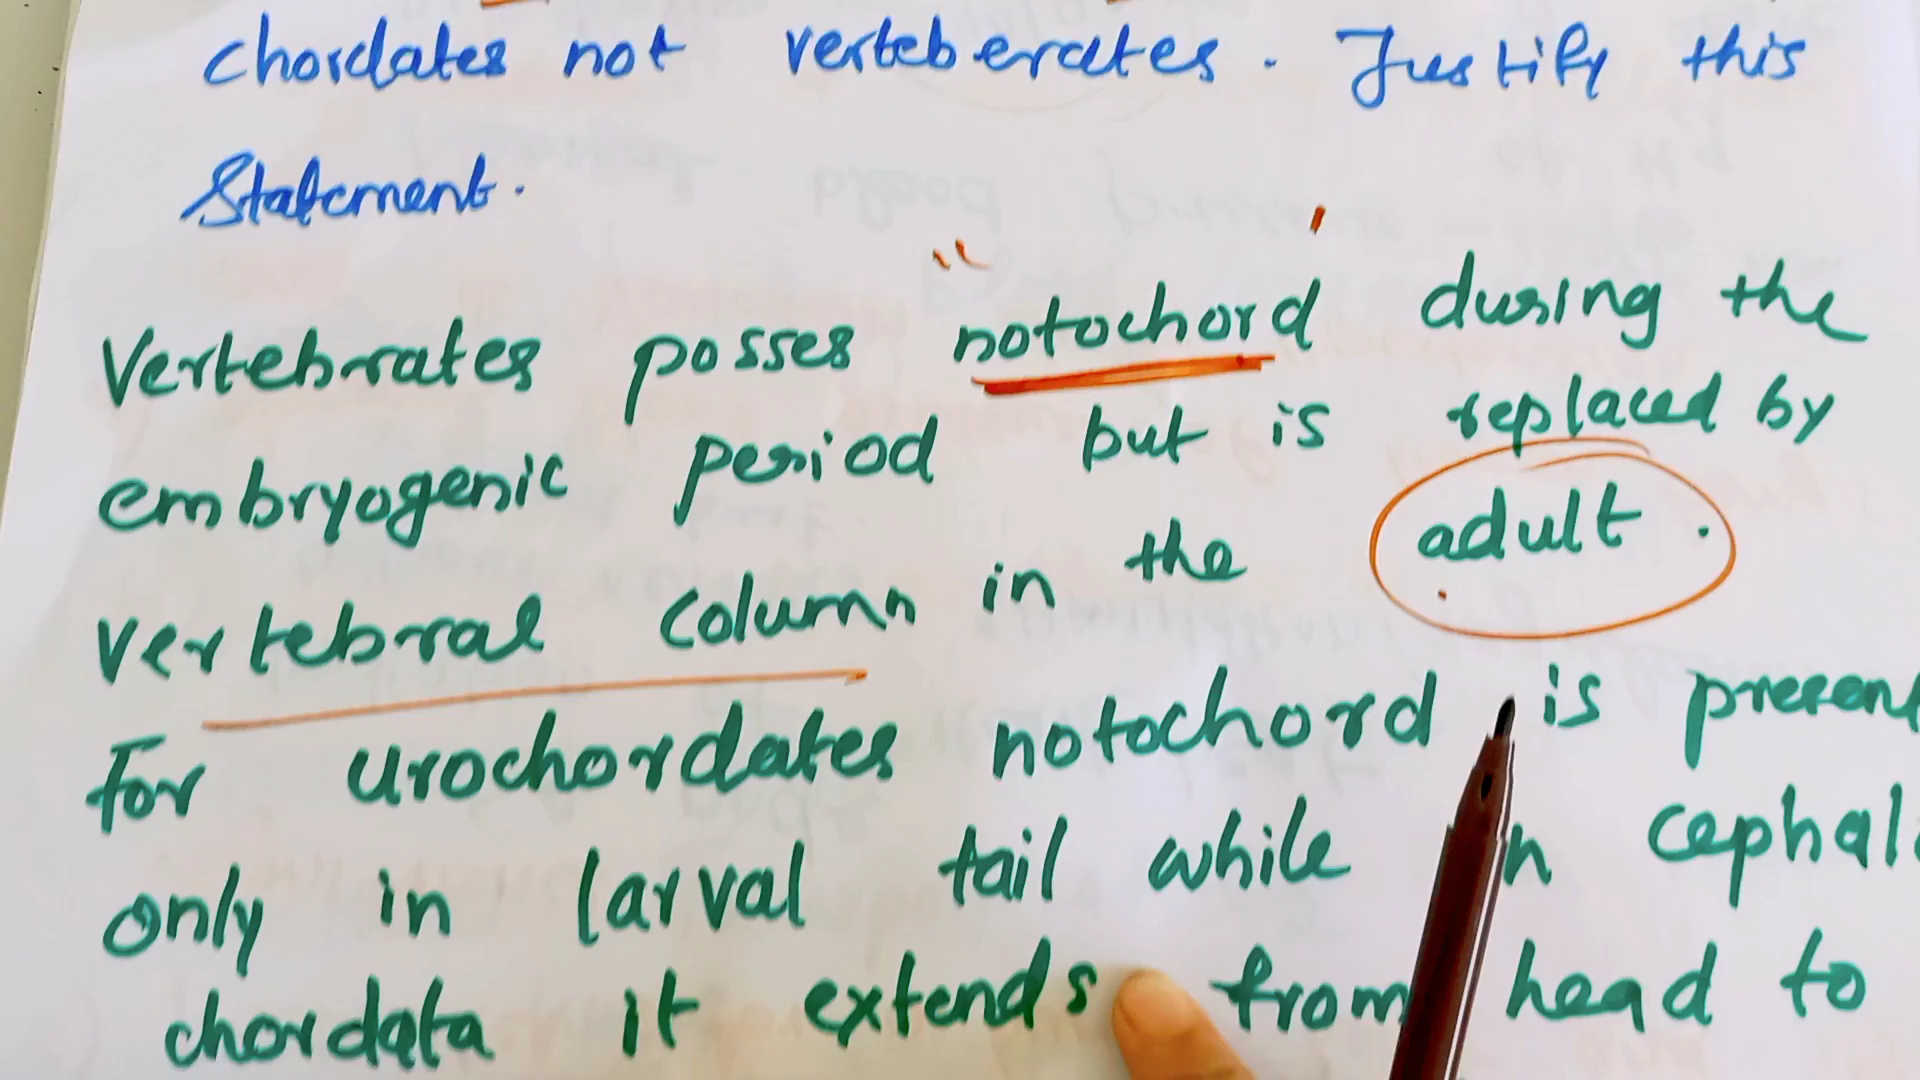 chordates not verteberates. Justify this
Statement.
Vertebrates posses "notochord' during the
embryogenic period but is replaced by
vertebral column in the adult.
For urochordates notochord is present
only in larval tail while in cephal
chordata it extends from head to